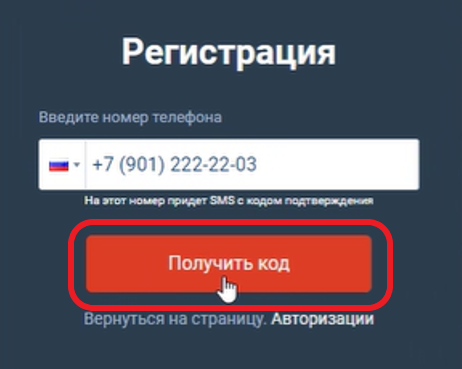 Регистрация
Введите номер телефона
+7 (901) 222-22-03
На этот номер придет SMS с кодом подтверждения
Получить код
Вернуться на страницу. Авторизации